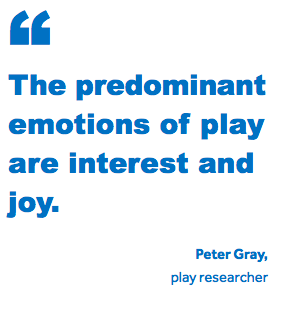 “
The predominant
emotions of play
are interest and
joy.
Peter Gray,
play researcher